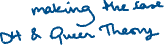 making the case
DH & Queer Theory